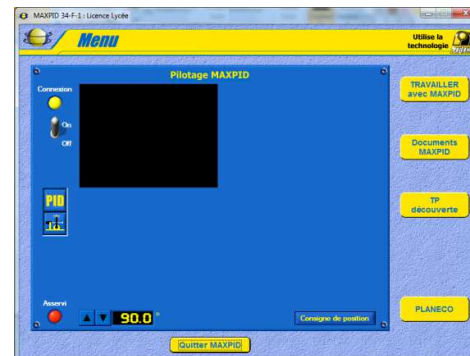 MAXPID 34-F-1 : Licence Lycée
Menu
Utilise la
technologie
Pilotage MAXPID
Connexion
On
Off
PID
Asservi
90.0 °
Consigne de position
Quitter MAXPID
TRAVAILLER
avec MAXPID
Documents
MAXPID
TP
découverte
PLANECO